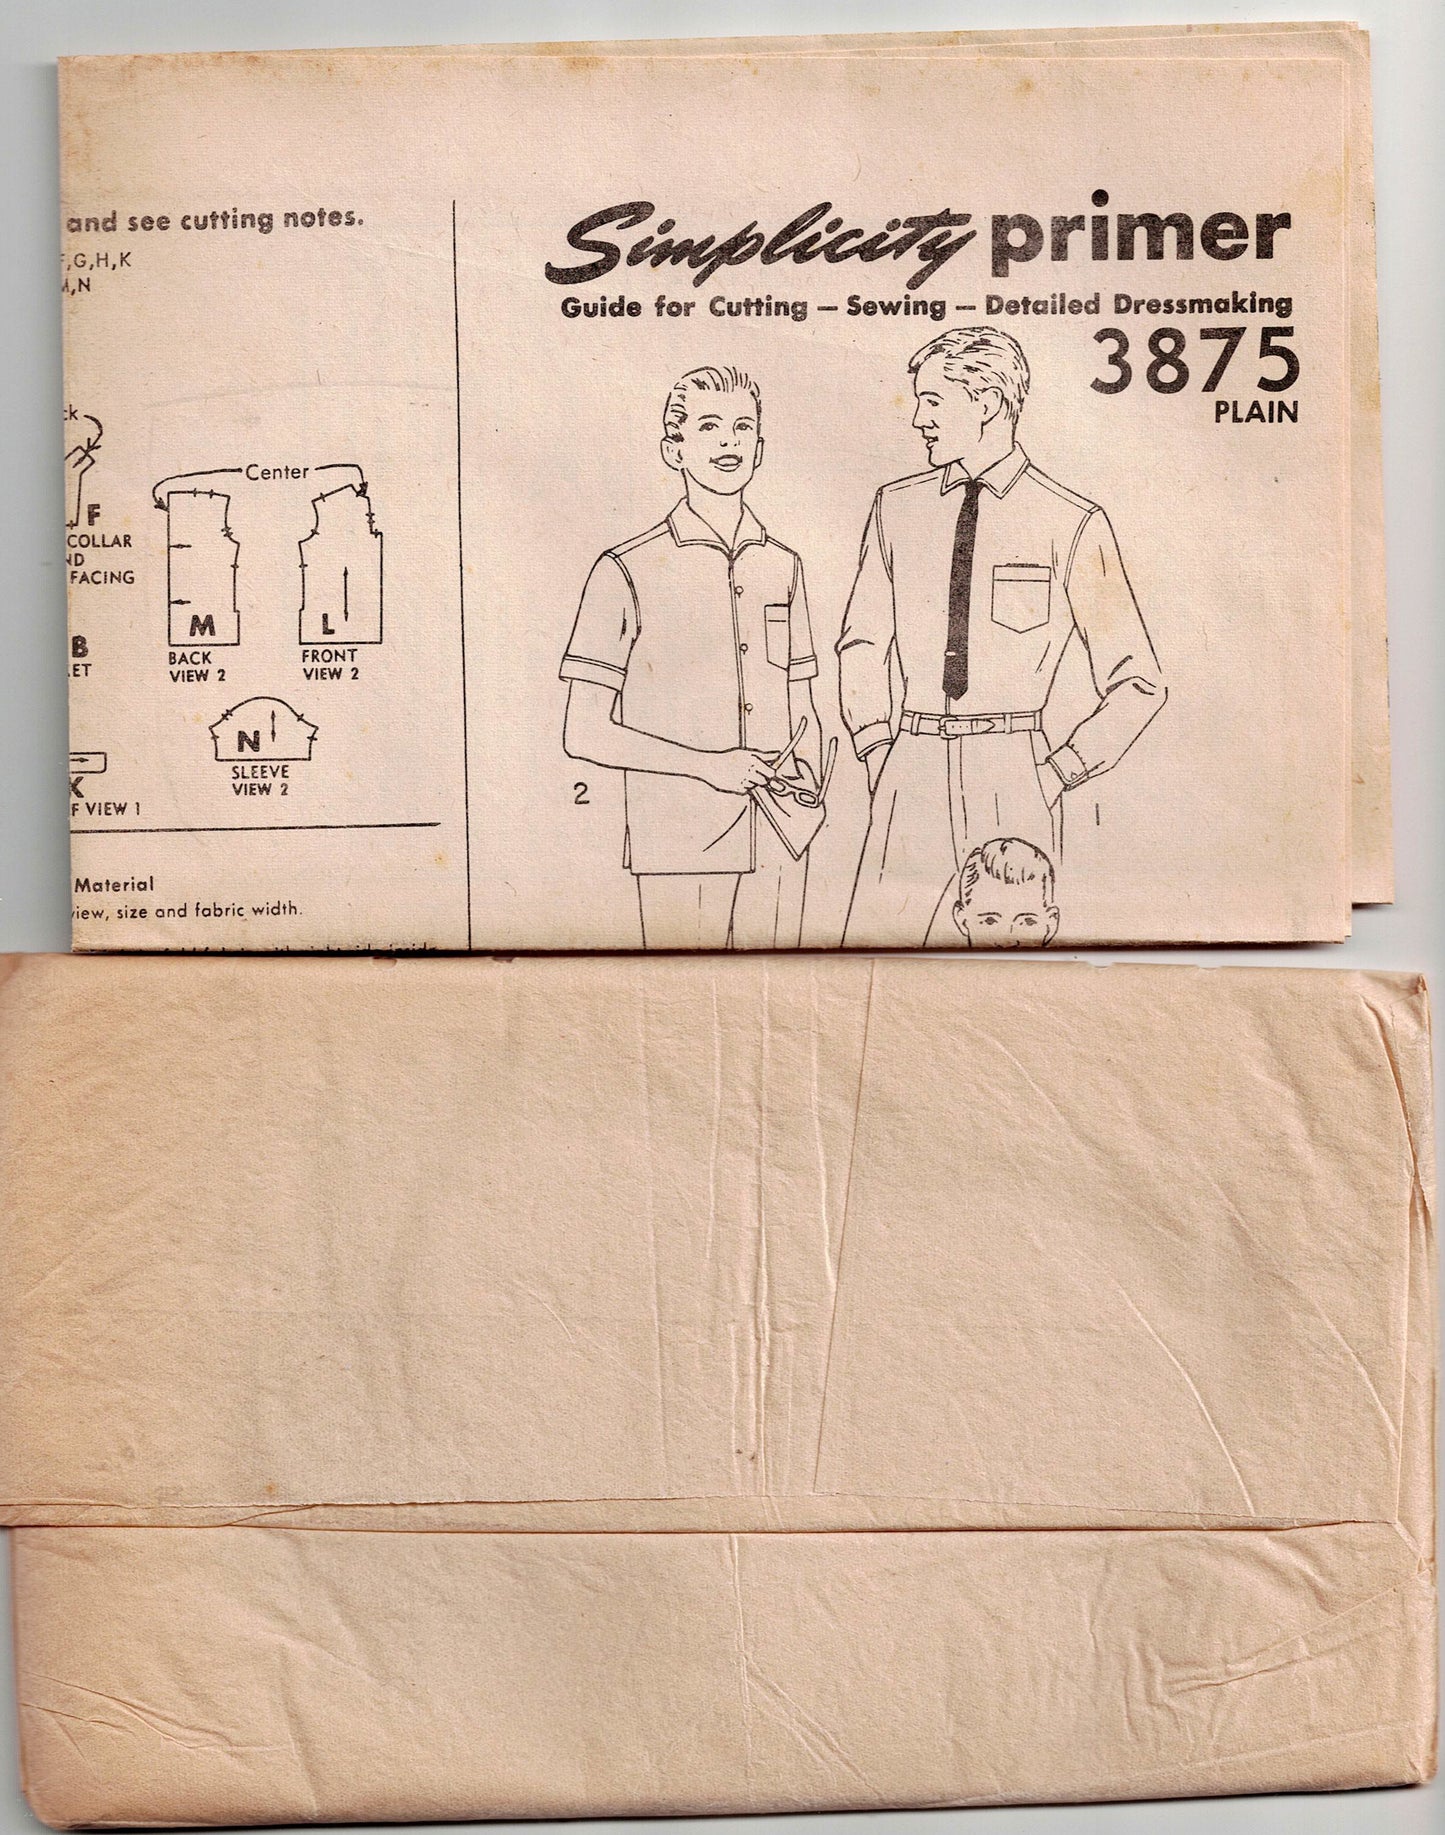 and see cutting notes.
F,G,H,K
M,N
Center
F
COLLAR
FACING
B
M
BACK
VIEW 2
L
FRONT
VIEW 2
N
SLEEVE
VIEW 2
K
F VIEW 1
Material
view, size and fabric width.
Simplicity primer
Guide for Cutting — Sewing — Detailed Dressmaking
3875
PLAIN
2
1